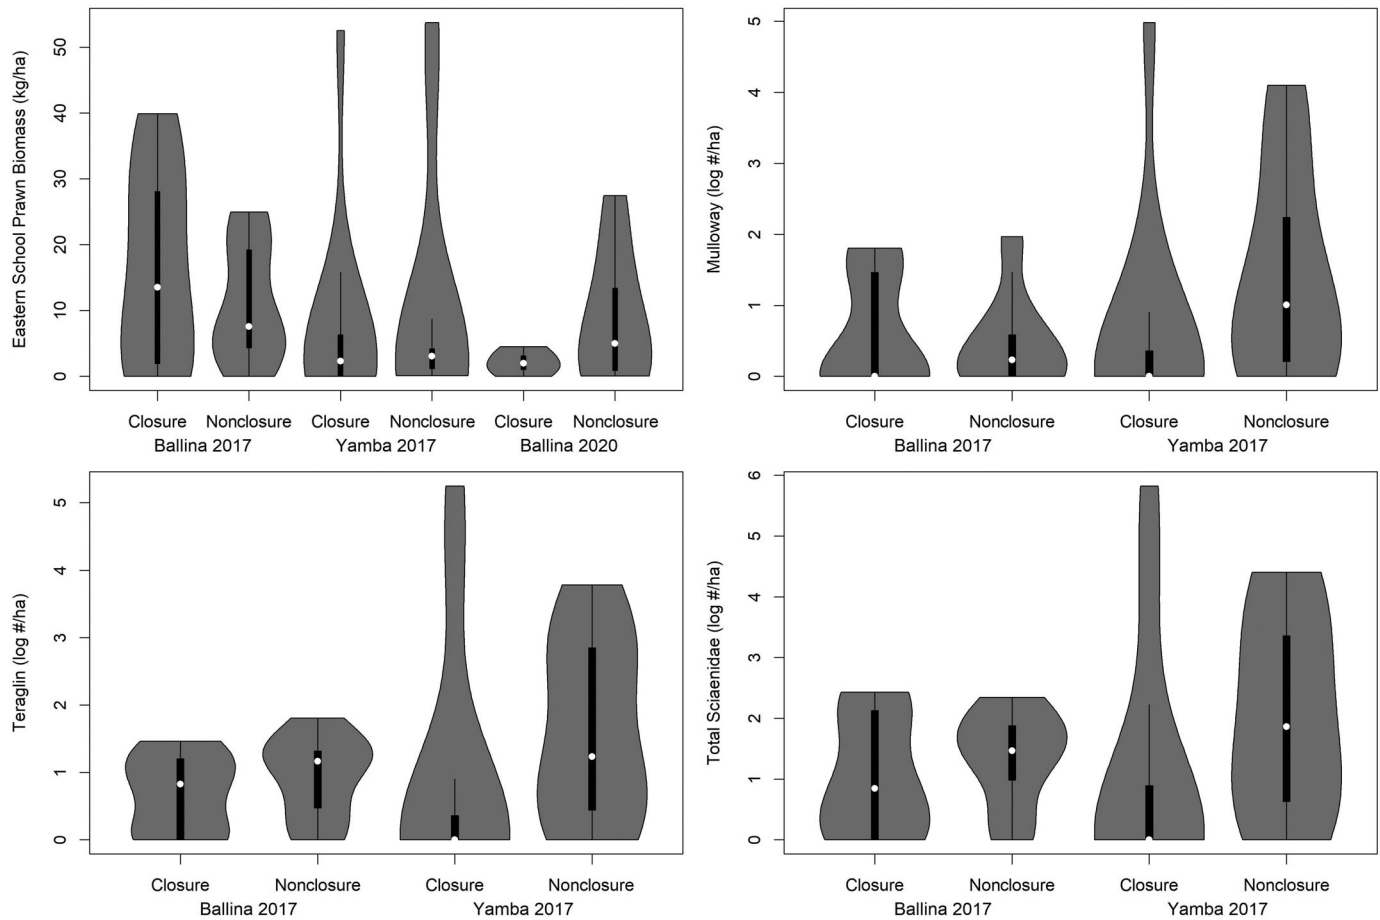 Eastern School Prawn Biomass (kg/ha)
50
40
30
20
10
0
Closure Nonclosure Closure Nonclosure Closure Nonclosure
Ballina 2017 Yamba 2017 Ballina 2020
Mulloway (log #/ha)
5
4
3
2
1
0
Closure Nonclosure Closure Nonclosure
Ballina 2017 Yamba 2017
Teraglin (log #/ha)
5
4
3
2
1
0
Closure Nonclosure Closure Nonclosure
Ballina 2017 Yamba 2017
Total Sciaenidae (log #/ha)
6
5
4
3
2
1
0
Closure Nonclosure Closure Nonclosure
Ballina 2017 Yamba 2017